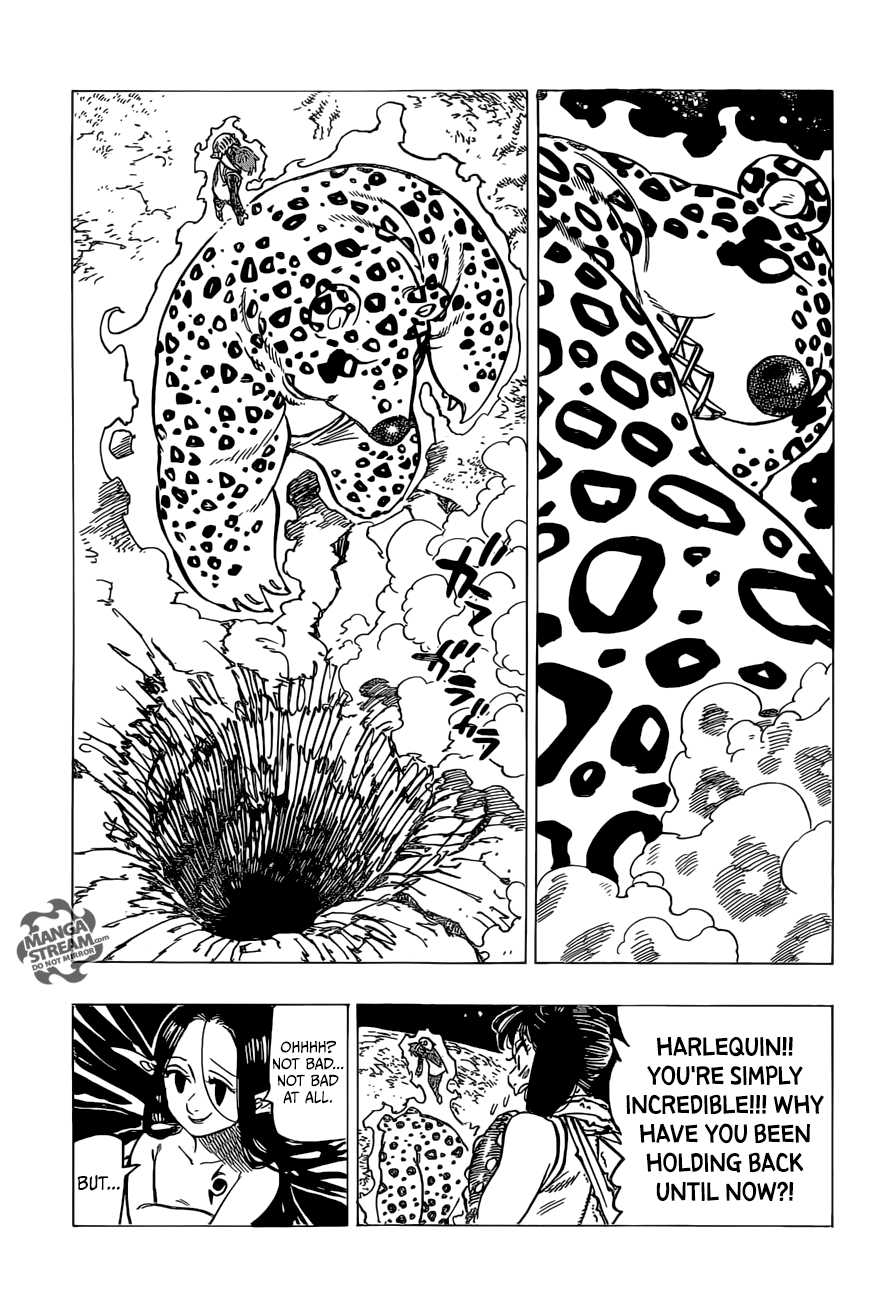 ガラ
ガラガラ
HARLEQUIN!!
YOU'RE SIMPLY
INCREDIBLE!!! WHY
HAVE YOU BEEN
HOLDING BACK
UNTIL NOW?!
OHHHH?
NOT BAD...
NOT BAD
AT ALL.
BUT...
MANGA
STREAM.com
DO NOT MIRROR